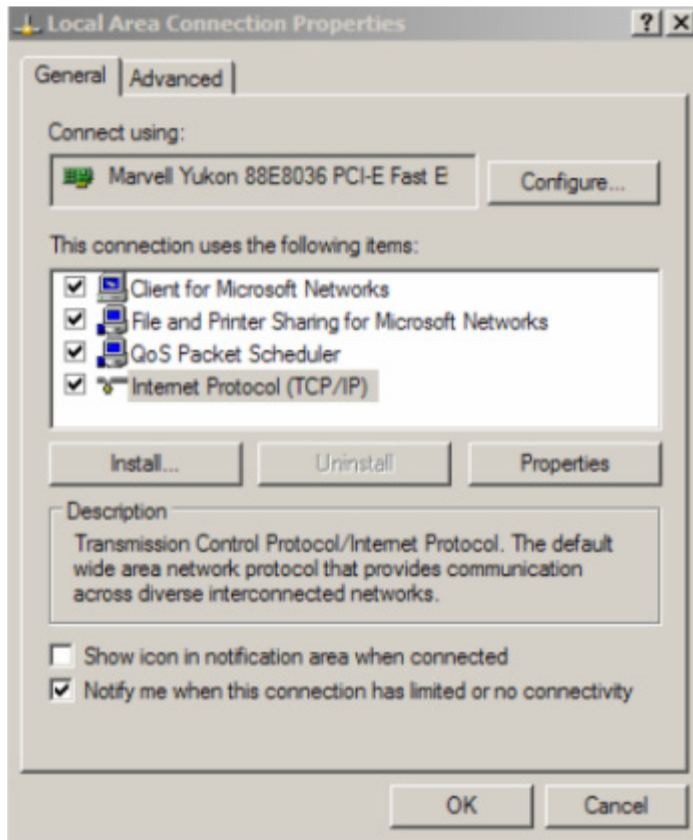 Local Area Connection Properties
General
Advanced
Connect using:
Marvell Yukon 88E8036 PCI-E Fast E
Configure...
This connection uses the following items:
Client for Microsoft Networks
File and Printer Sharing for Microsoft Networks
QoS Packet Scheduler
Internet Protocol (TCP/IP)
Install...
Uninstall
Properties
Description
Transmission Control Protocol/Internet Protocol. The default
wide area network protocol that provides communication
across diverse interconnected networks.
Show icon in notification area when connected
Notify me when this connection has limited or no connectivity
OK
Cancel